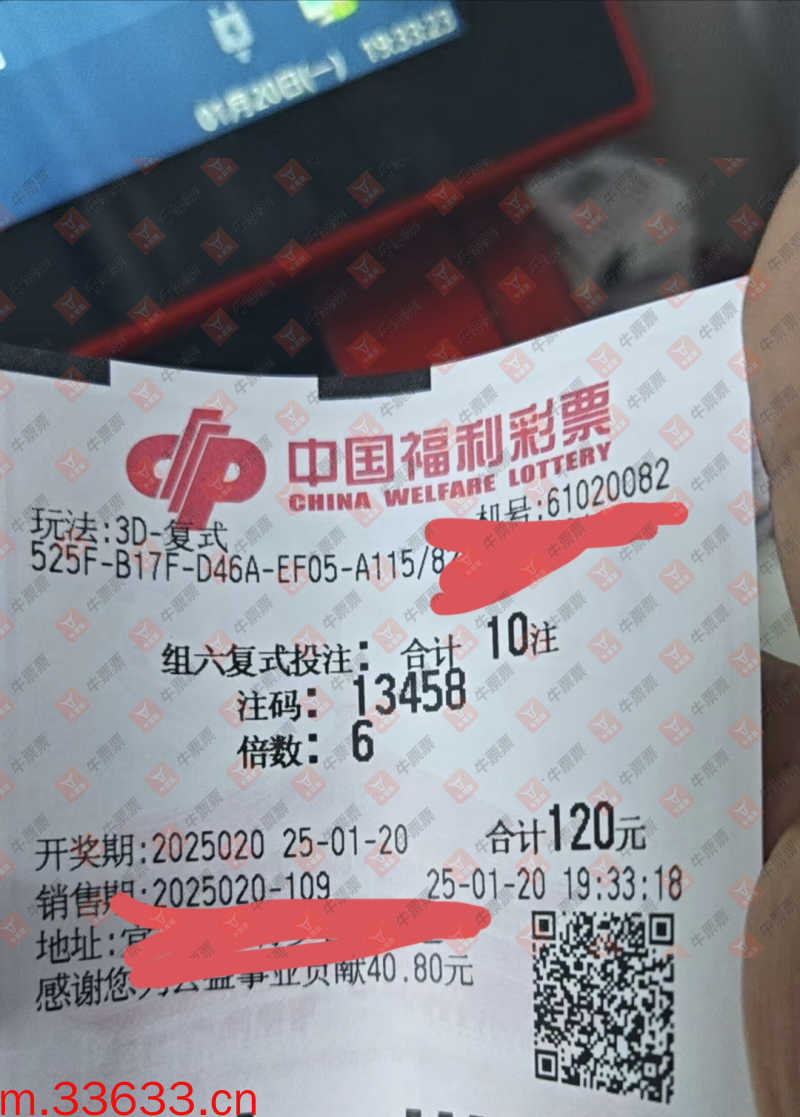 19:33:23
01月20日(一)
中国福利彩票
CHINA WELFARE LOTTERY
机号:61020082
玩法:3D-复式
525F-B17F-D46A-EF05-A115/8
组六复式投注: 合计 10注
注码: 13458
倍数: 6
开奖期:2025020 25-01-20 合计120元
销售期:2025020-109 25-01-20 19:33:18
地址:宜
感谢您为公益事业贡献40.80元
牛票票
m.33633.cn